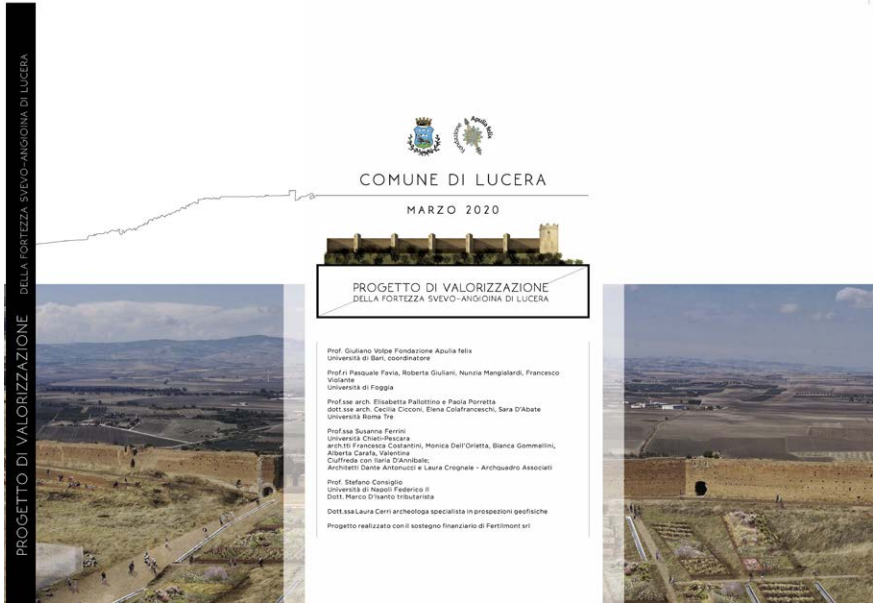 PROGETTO DI VALORIZZAZIONE DELLA FORTEZZA SVEVO-ANGIOINA DI LUCERA
Fondazione Apulia felix
COMUNE DI LUCERA
MARZO 2020
PROGETTO DI VALORIZZAZIONE
DELLA FORTEZZA SVEVO-ANGIOINA DI LUCERA
Prof. Giuliano Volpe Fondazione Apulia felix
Università di Bari, coordinatore
Prof.ri Pasquale Favia, Roberta Giuliani, Nunzia Mangialardi, Francesco
Violante
Università di Foggia
Prof.sse arch. Elisabetta Pallottino e Paola Porretta
dott.sse arch. Cecilia Cicconi, Elena Colafranceschi, Sara D'Abate
Università Roma Tre
Prof.ssa Susanna Ferrini
Università Chieti-Pescara
arch.tti Francesca Costantini, Monica Dell'Orletta, Bianca Gommellini,
Alberta Carafa, Valentina
Ciuffreda con Ilaria D'Annibale;
Architetti Dante Antonucci e Laura Crognale - Archquadro Associati
Prof. Stefano Consiglio
Università di Napoli Federico II
Dott. Marco D'Isanto tributarista
Dott.ssa Laura Cerri archeologa specialista in prospezioni geofisiche
Progetto realizzato con il sostegno finanziario di Fertilmont srl